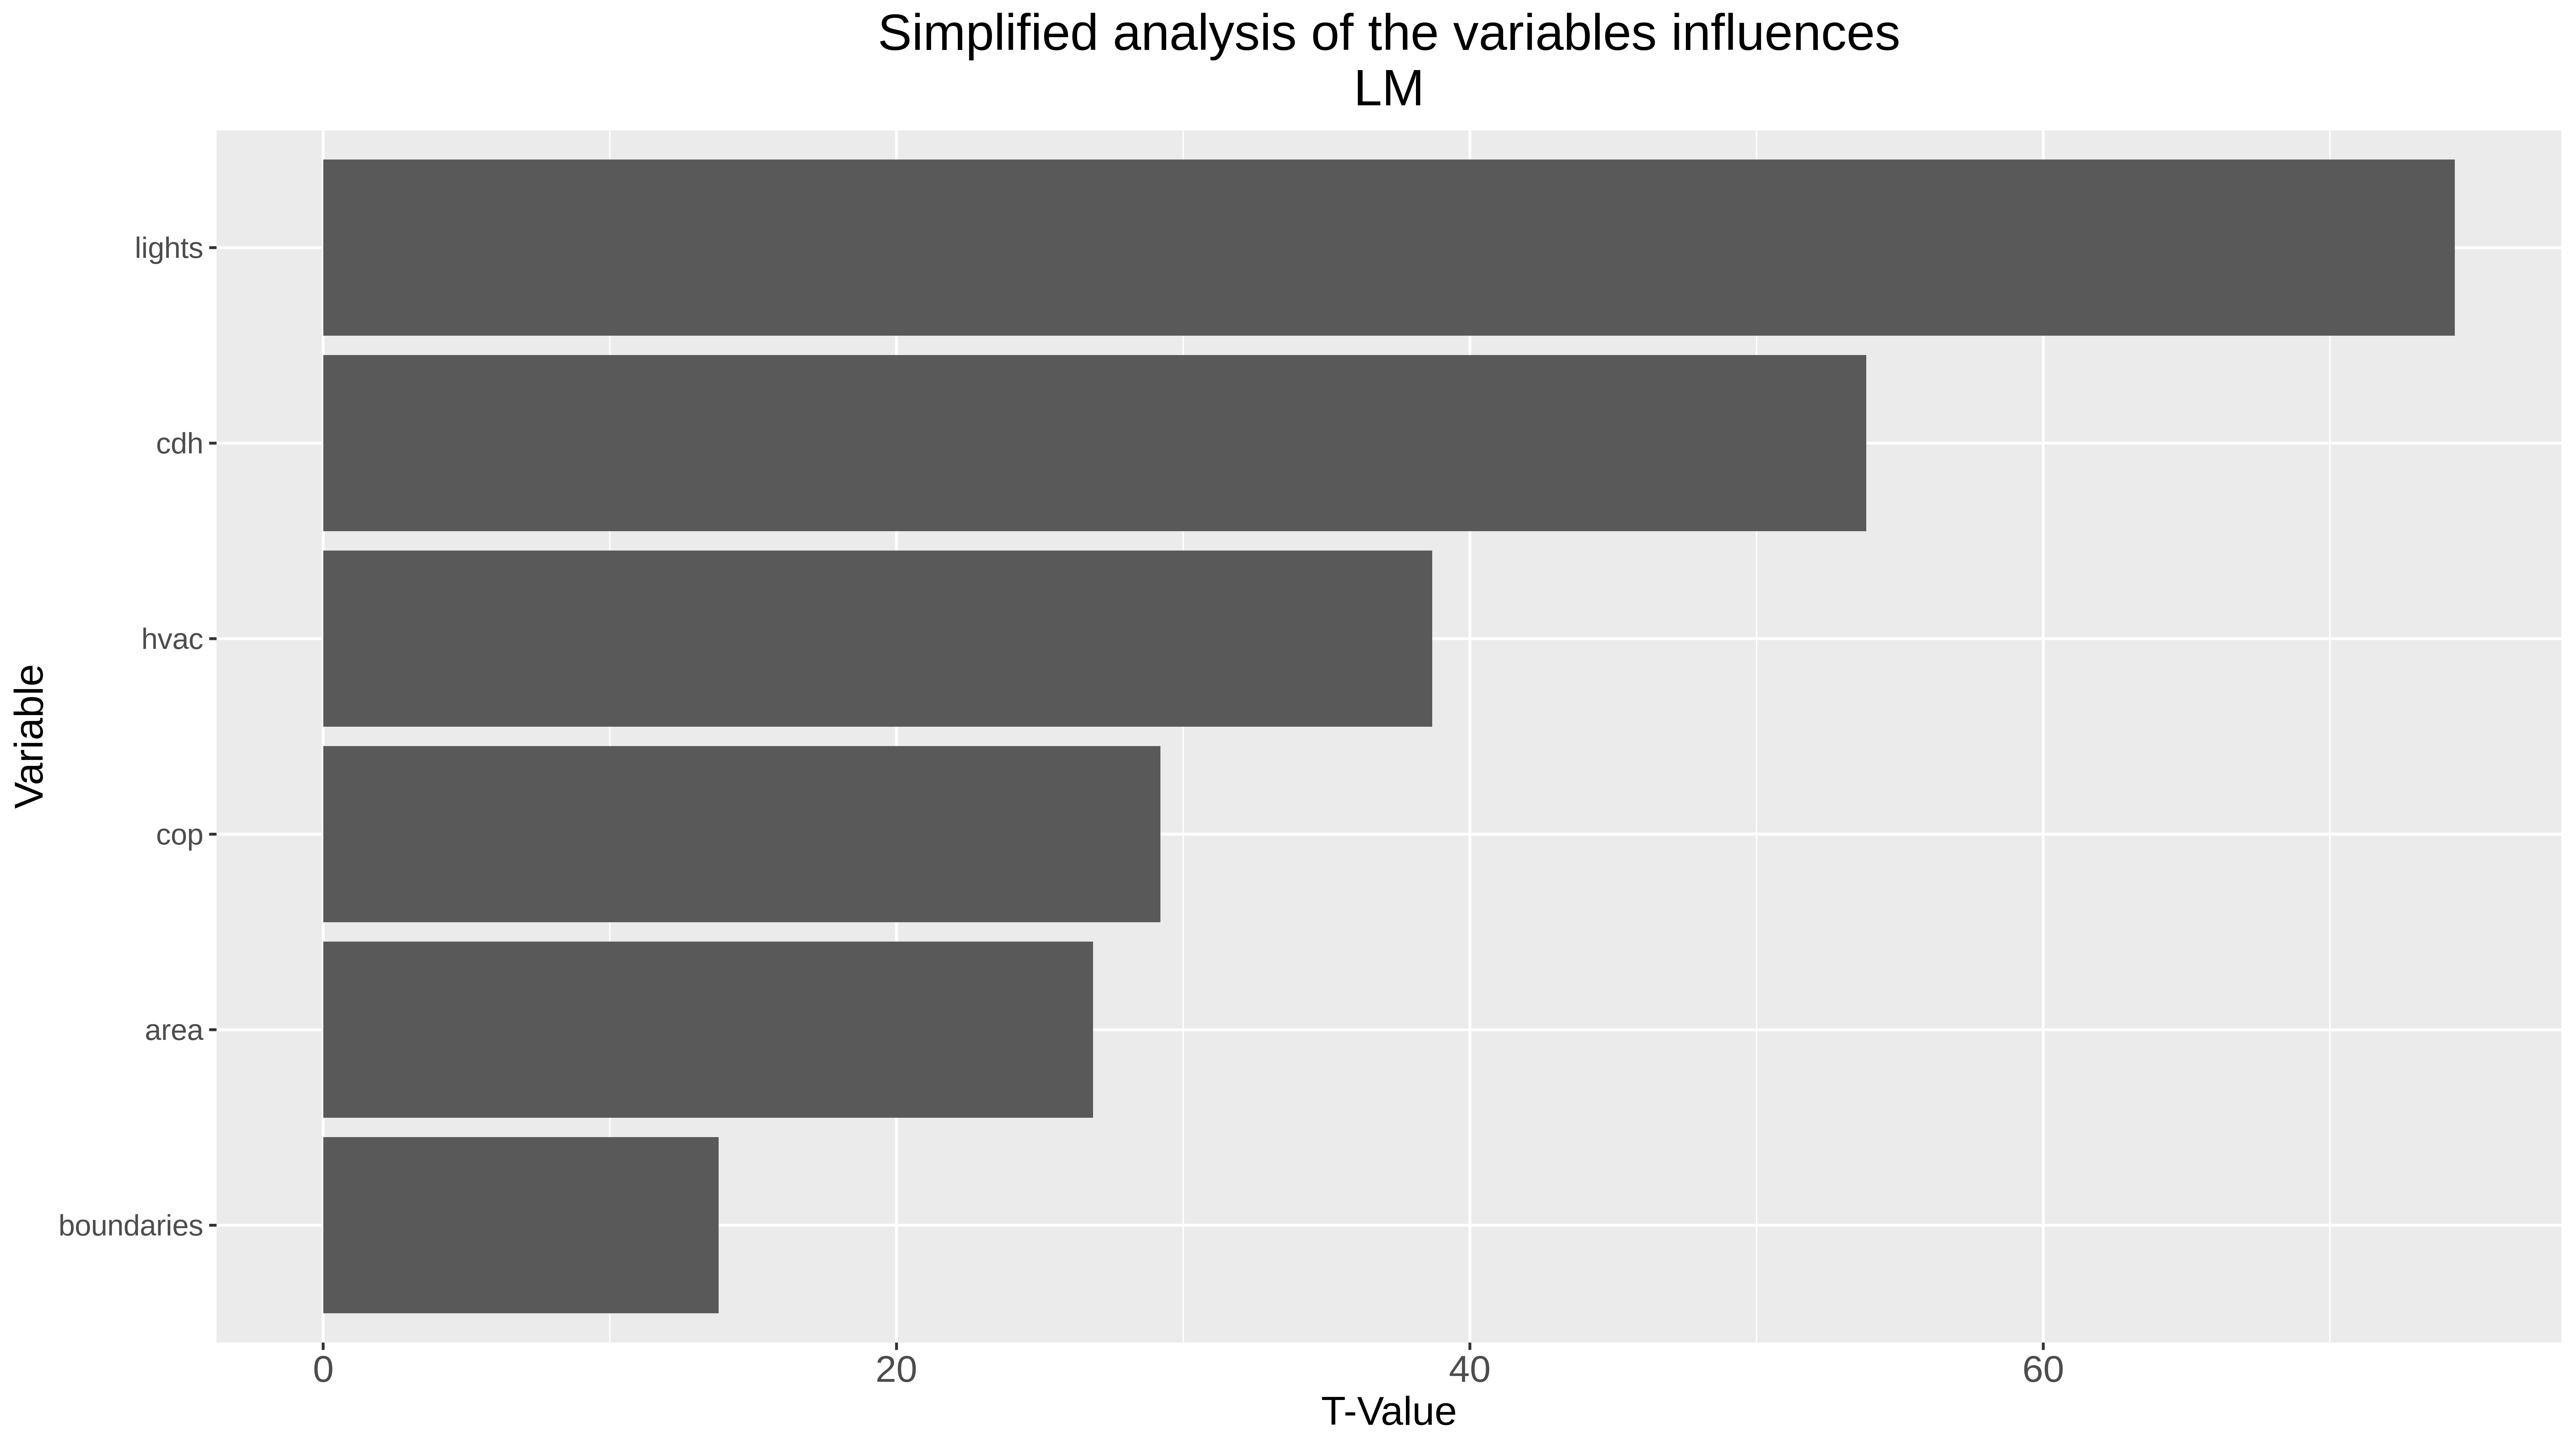 Simplified analysis of the variables influences
LM
Variable
lights
cdh
hvac
cop
area
boundaries
0 20 40 60
T-Value